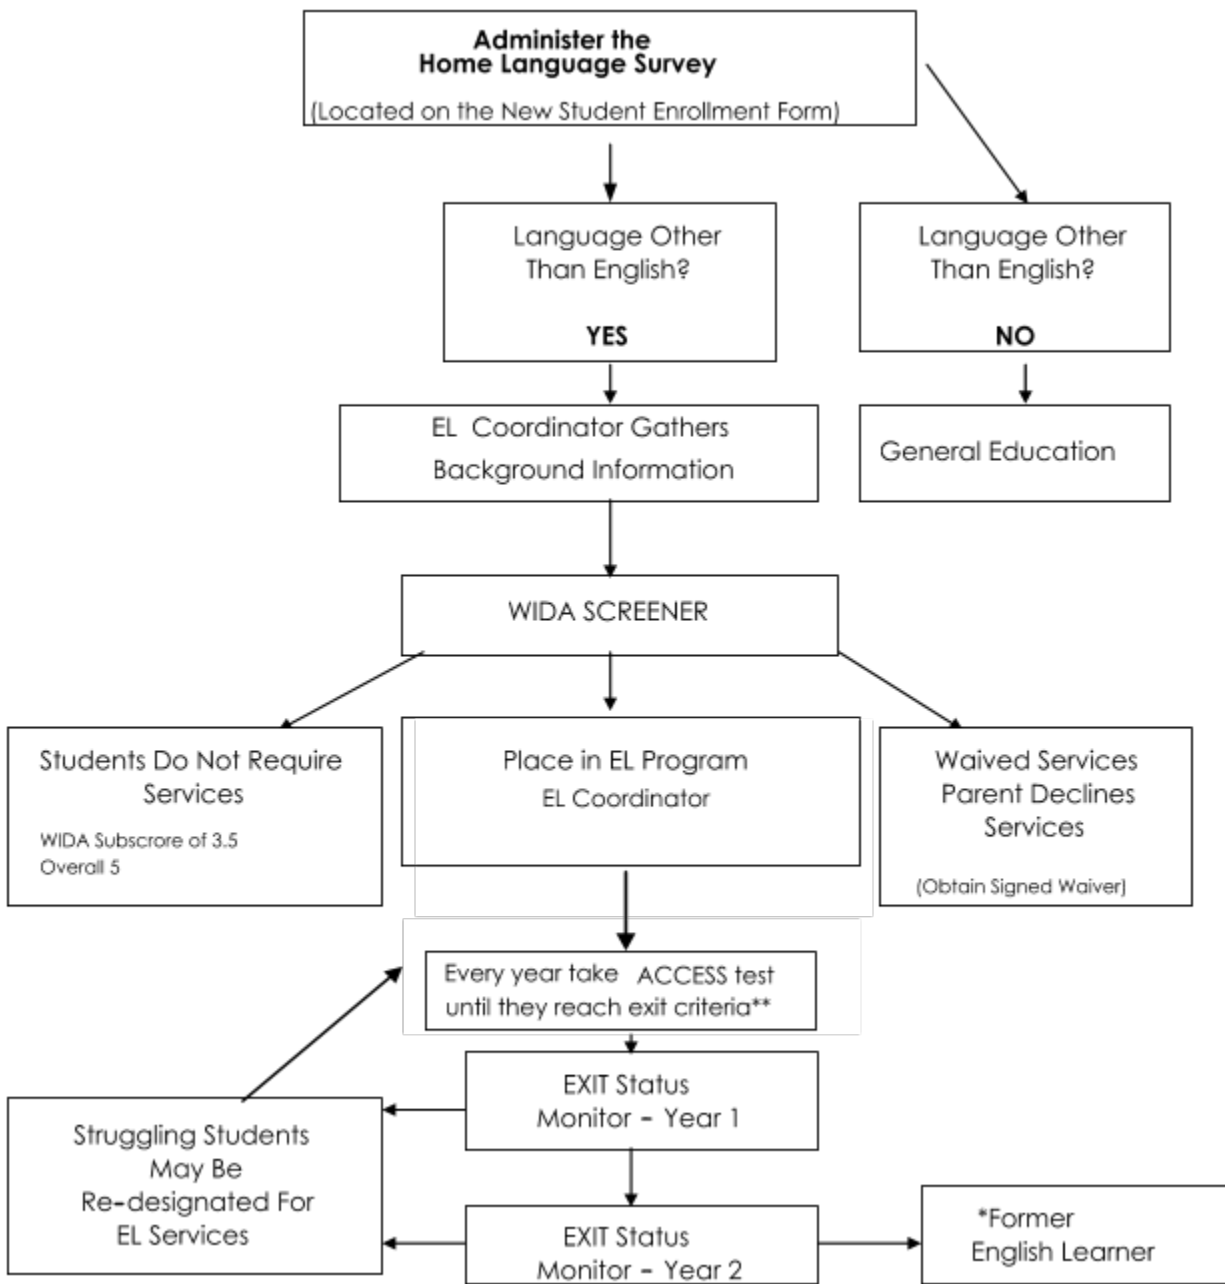 Administer the
Home Language Survey
(Located on the New Student Enrollment Form)
Language Other
Than English?
YES
Language Other
Than English?
NO
EL Coordinator Gathers
Background Information
General Education
WIDA SCREENER
Students Do Not Require
Services
WIDA Subscrore of 3.5
Overall 5
Place in EL Program
EL Coordinator
Waived Services
Parent Declines
Services
(Obtain Signed Waiver)
Every year take ACCESS test
until they reach exit criteria**
EXIT Status
Monitor - Year 1
Struggling Students
May Be
Re-designated For
EL Services
EXIT Status
Monitor - Year 2
*Former
English Learner